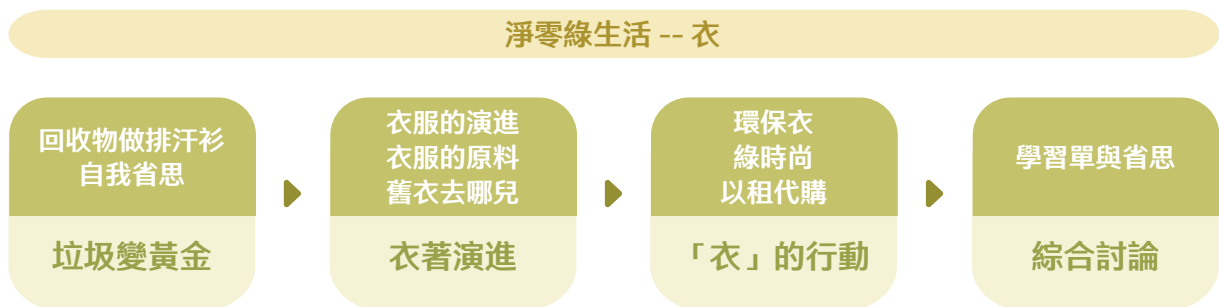 淨零綠生活 -- 衣
回收物做排汗衫
自我省思
垃圾變黃金
衣服的演進
衣服的原料
舊衣去哪兒
衣著演進
環保衣
綠時尚
以租代購
「衣」的行動
學習單與省思
綜合討論